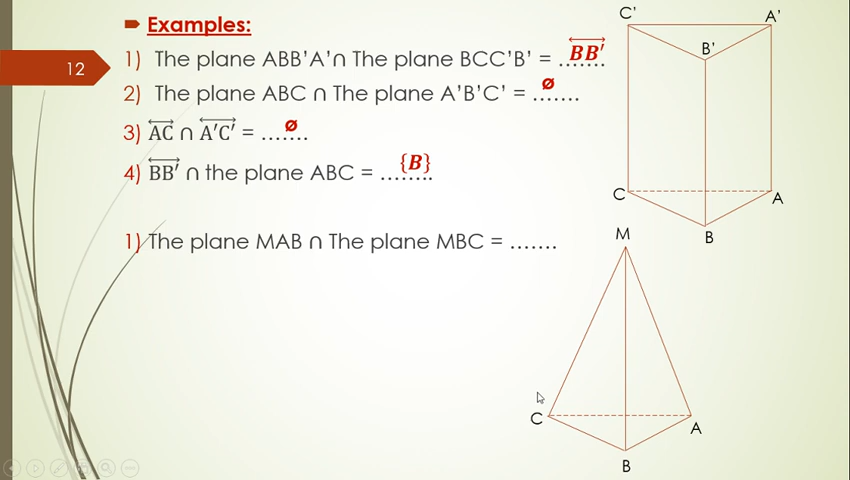 Examples:
12
1) The plane ABB'A'∩ The plane BCC'B' = ....... BB'
2) The plane ABC ∩ The plane A'B'C' = ....... ø
3) AC ∩ A'C' = ....... ø
4) BB' ∩ the plane ABC = ........ {B}
1) The plane MAB ∩ The plane MBC = .......
C' A'
B'
C A
B
M
C A
B